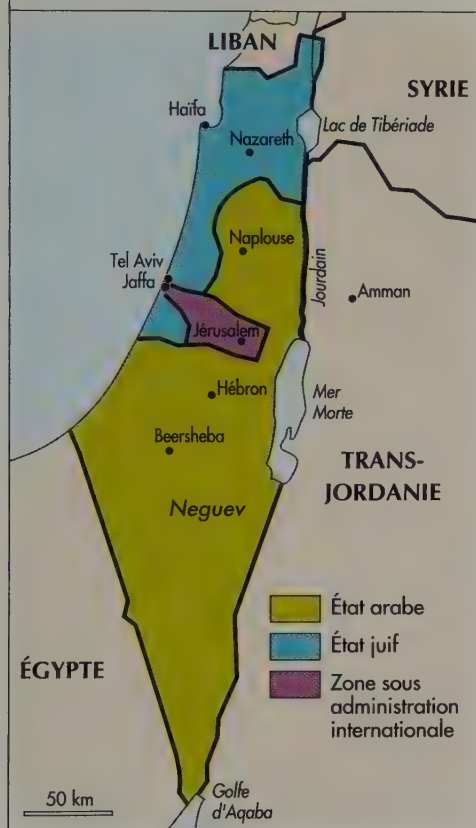 LIBAN
SYRIE
Haïfa
Lac de Tibériade
Nazareth
Naplouse
Tel Aviv
Jaffa
Jourdain
Amman
Jérusalem
Hébron
Mer
Morte
Beersheba
TRANS-
JORDANIE
Neguev
État arabe
État juif
ÉGYPTE
Zone sous
administration
internationale
50 km
Golfe
d'Aqaba